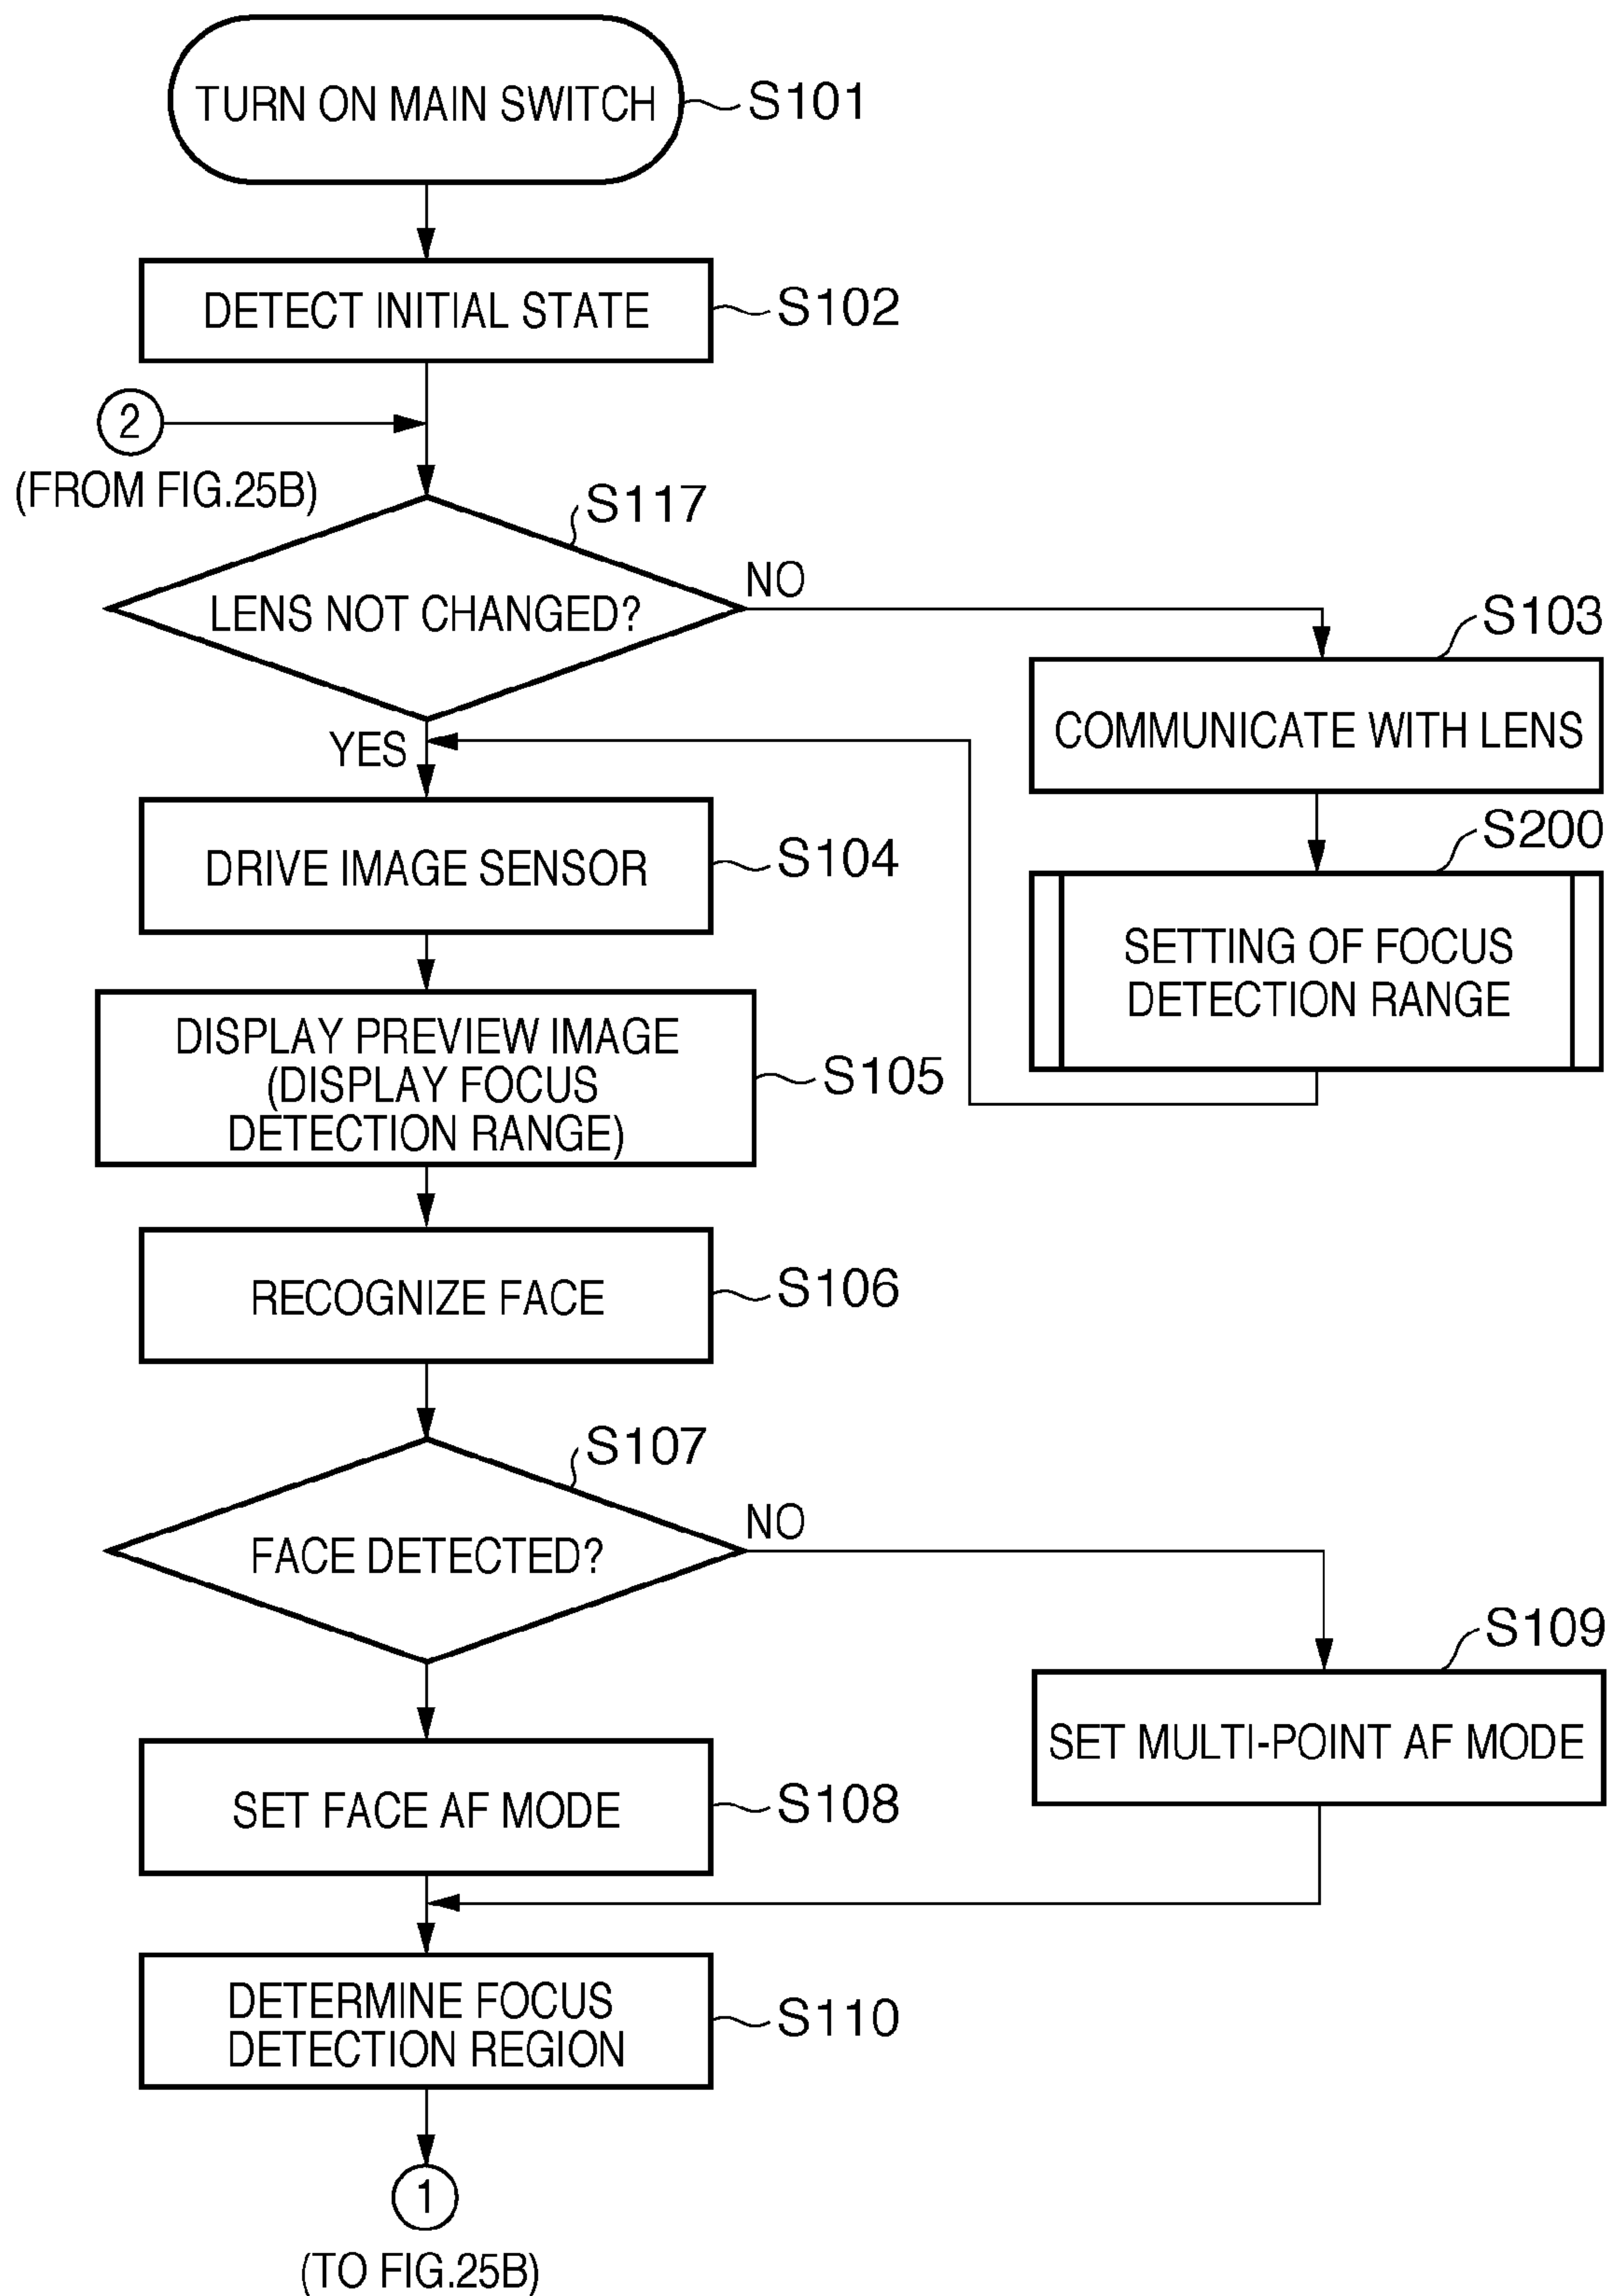 TURN ON MAIN SWITCH
S101
DETECT INITIAL STATE
S102
2
(FROM FIG.25B)
S117
LENS NOT CHANGED?
NO
S103
COMMUNICATE WITH LENS
YES
S200
SETTING OF FOCUS
DETECTION RANGE
DRIVE IMAGE SENSOR
S104
DISPLAY PREVIEW IMAGE
(DISPLAY FOCUS
DETECTION RANGE)
S105
RECOGNIZE FACE
S106
S107
FACE DETECTED?
NO
S109
SET MULTI-POINT AF MODE
SET FACE AF MODE
S108
DETERMINE FOCUS
DETECTION REGION
S110
1
(TO FIG.25B)